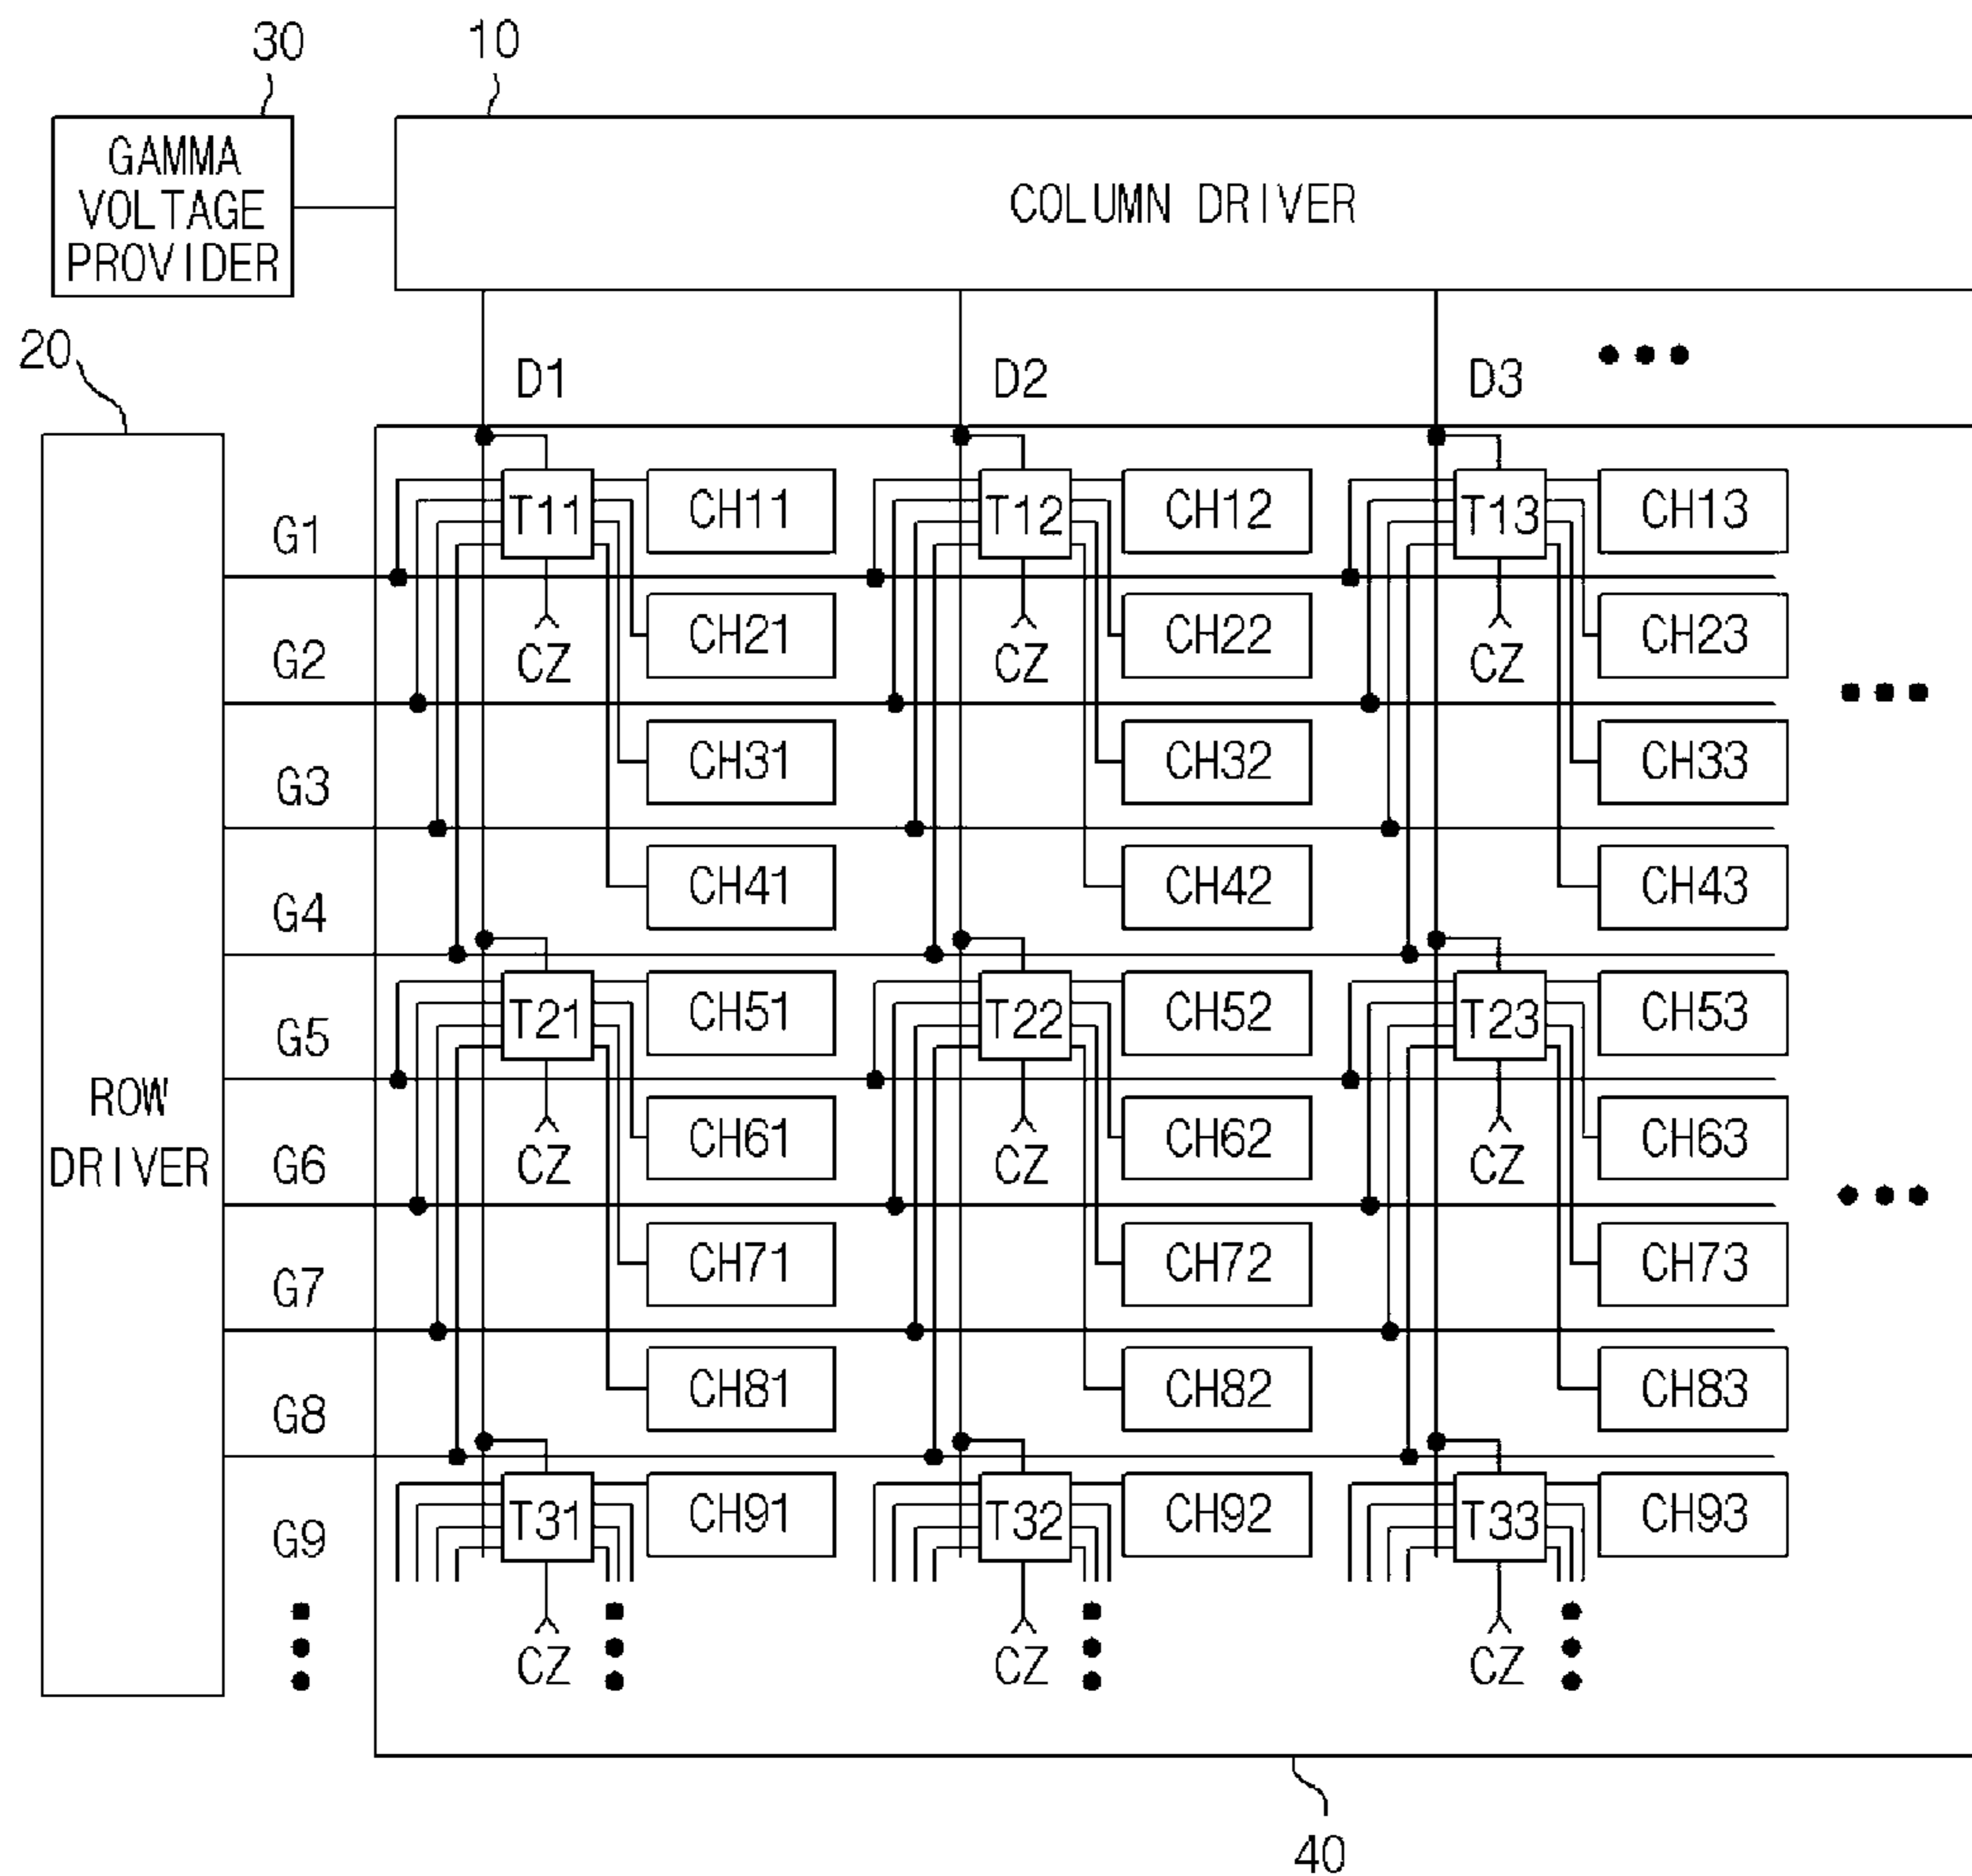 30
10
GAMMA
VOLTAGE
PROVIDER
COLUMN DRIVER
20
D1 D2 D3
T11 CH11 T12 CH12 T13 CH13
G1
CH21 CH22 CH23
G2 CZ CZ CZ
CH31 CH32 CH33
G3
CH41 CH42 CH43
G4
T21 CH51 T22 CH52 T23 CH53
G5
ROW
DRIVER
CH61 CH62 CH63
G6 CZ CZ CZ
CH71 CH72 CH73
G7
CH81 CH82 CH83
G8
T31 CH91 T32 CH92 T33 CH93
G9
CZ CZ CZ
40